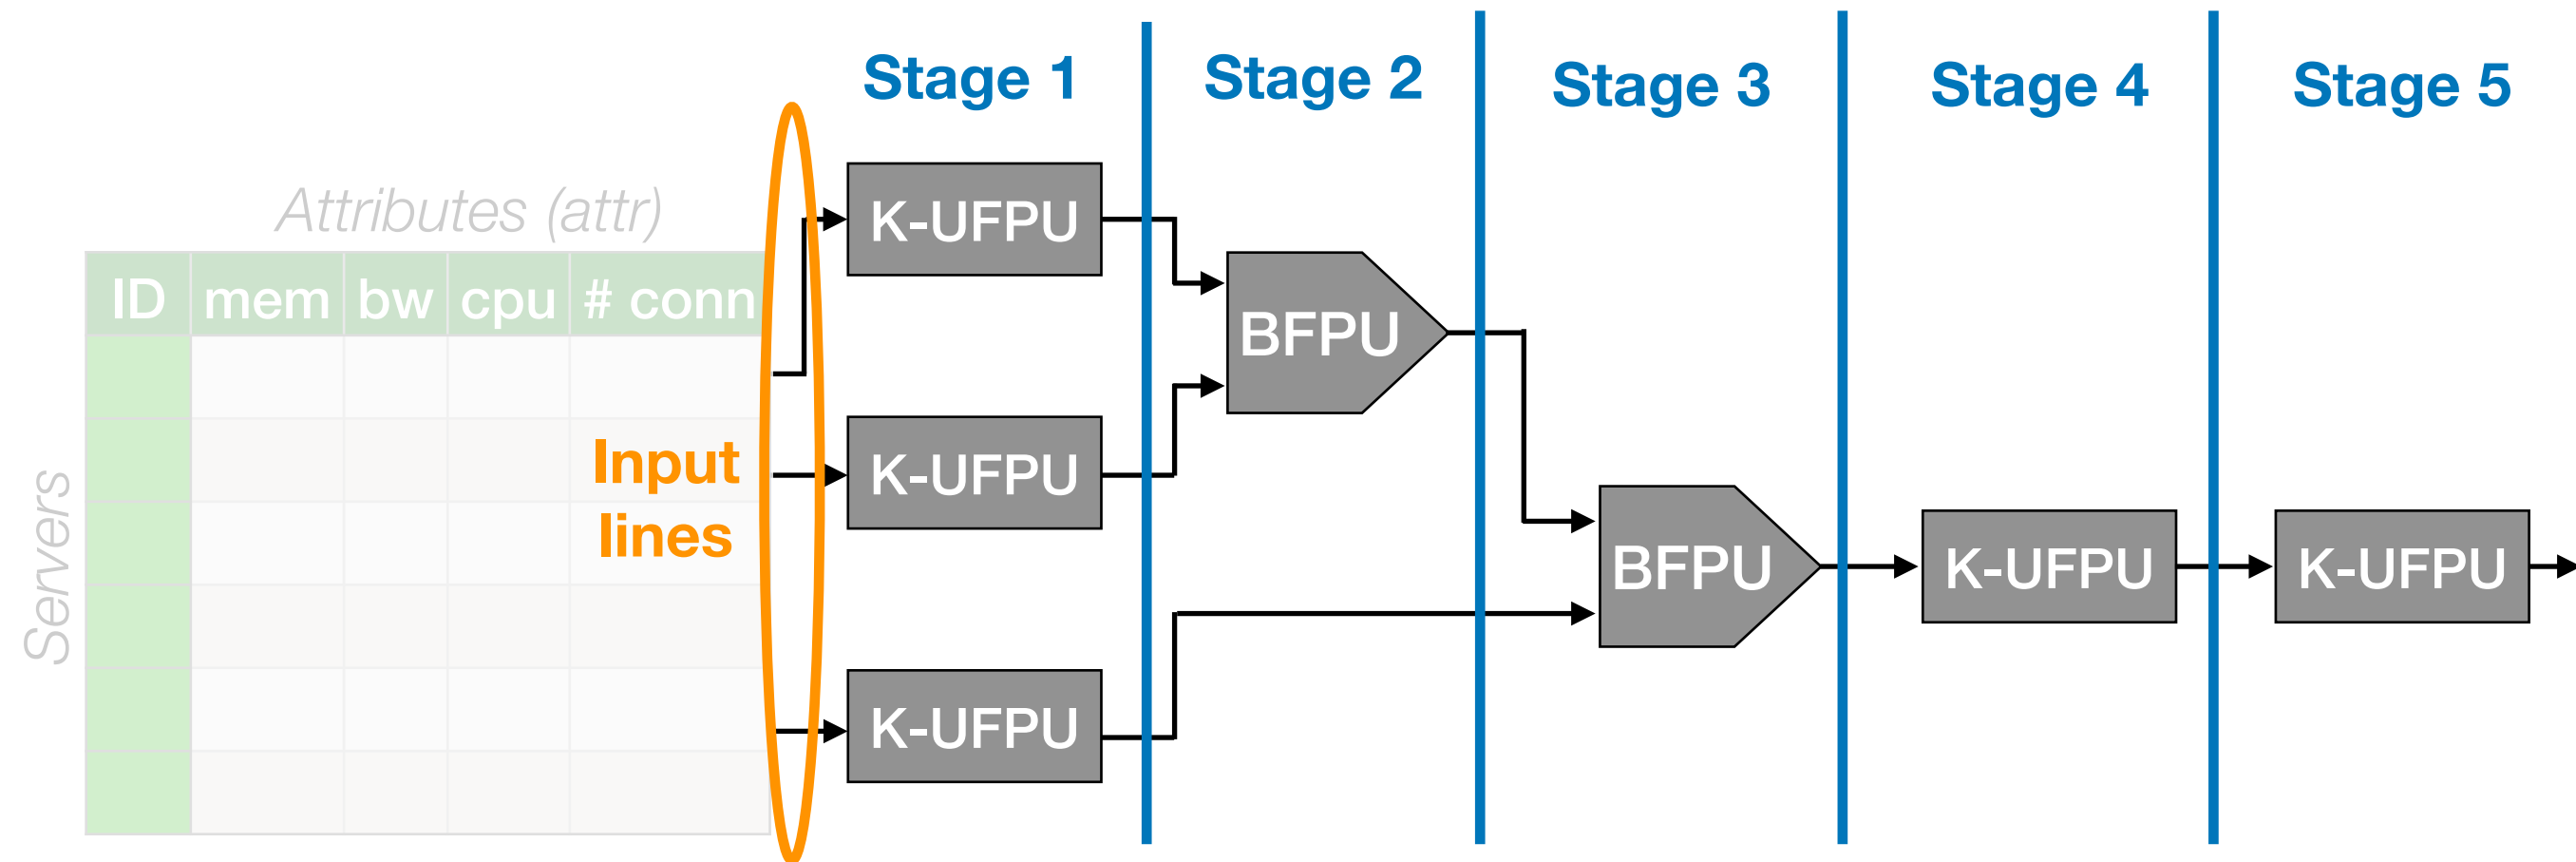 Stage 1
Stage 2
Stage 3
Stage 4
Stage 5
Attributes (attr)
ID mem bw cpu # conn
Servers
Input
lines
K-UFPU
K-UFPU
K-UFPU
BFPU
BFPU
K-UFPU
K-UFPU